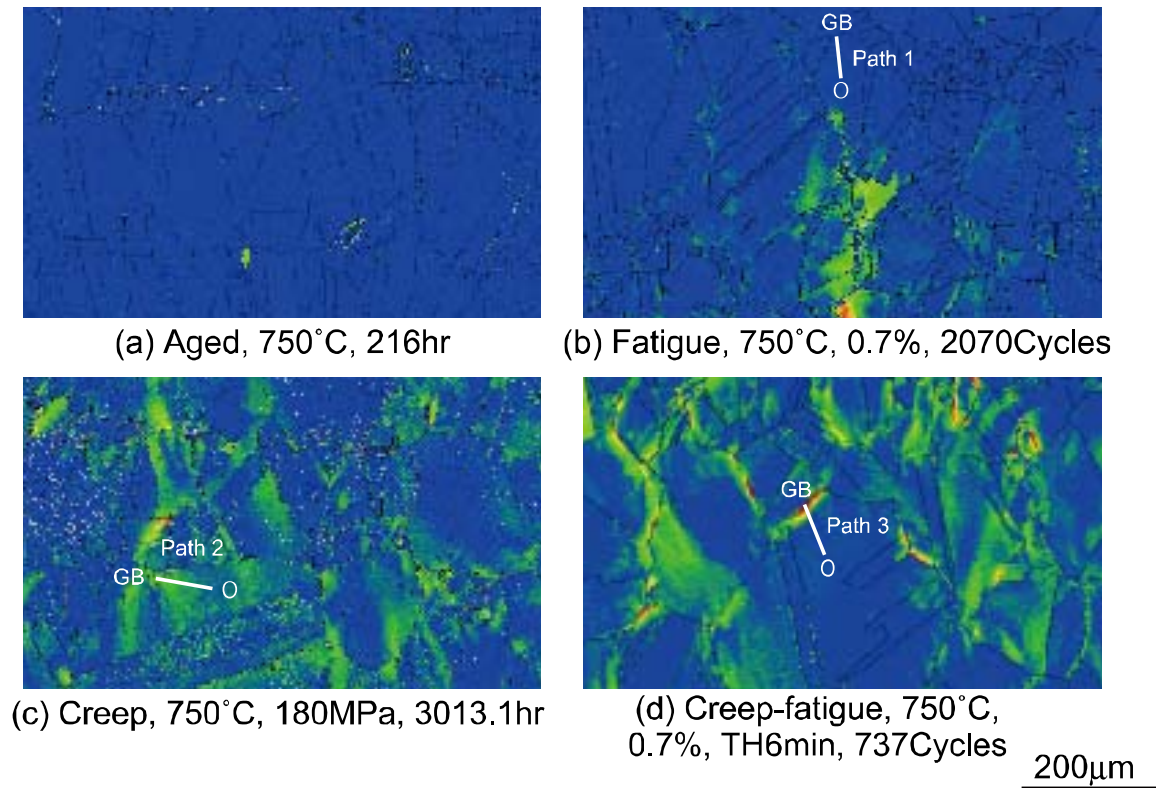 GB
Path 1
O
(a) Aged, 750˚C, 216hr
(b) Fatigue, 750˚C, 0.7%, 2070Cycles
Path 2
GB
O
GB
Path 3
O
(c) Creep, 750˚C, 180MPa, 3013.1hr
(d) Creep-fatigue, 750˚C,
0.7%, TH6min, 737Cycles
200μm